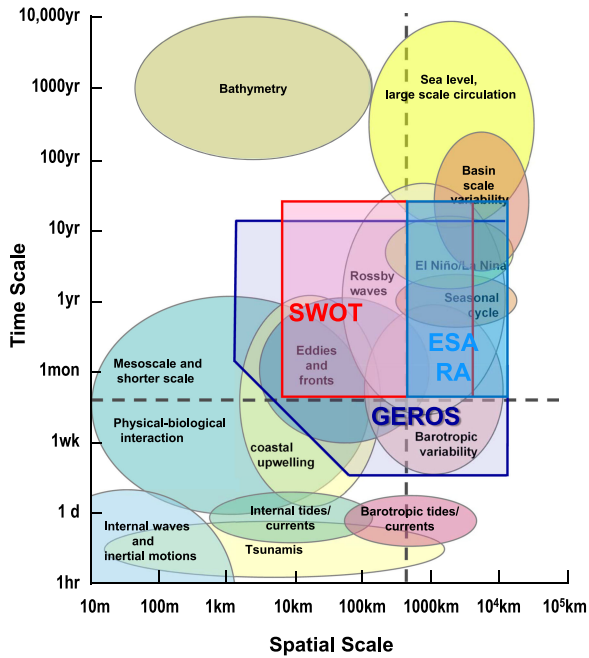 10,000yr
1000yr
100yr
10yr
1yr
1mon
1wk
1 d
1hr
Time Scale
Bathymetry
Sea level,
large scale circulation
Basin
scale
variability
El Niño/La Nina
Rossby
waves
Seasonal
cycle
SWOT
ESA
RA
Eddies and
fronts
Mesoscale and
shorter scale
GEROS
Physical-biological
interaction
Barotropic
variability
coastal
upwelling
Internal tides/
currents
Barotropic tides/
currents
Internal waves
and
inertial motions
Tsunamis
10m
100m
1km
10km
100km
1000km
10⁴km
10⁵km
Spatial Scale